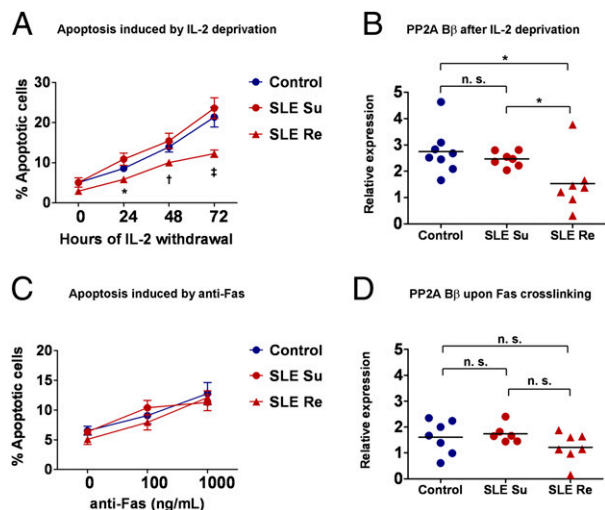 A
Apoptosis induced by IL-2 deprivation
% Apoptotic cells
30
20
10
0
0 24 48 72
* † ‡
Hours of IL-2 withdrawal
Control
SLE Su
SLE Re
B
PP2A Bβ after IL-2 deprivation
*
n. s.
*
Relative expression
5
4
3
2
1
0
Control SLE Su SLE Re
C
Apoptosis induced by anti-Fas
% Apoptotic cells
20
15
10
5
0
0 100 1000
anti-Fas (ng/mL)
Control
SLE Su
SLE Re
D
PP2A Bβ upon Fas crosslinking
n. s.
n. s.
n. s.
Relative expression
5
4
3
2
1
0
Control SLE Su SLE Re